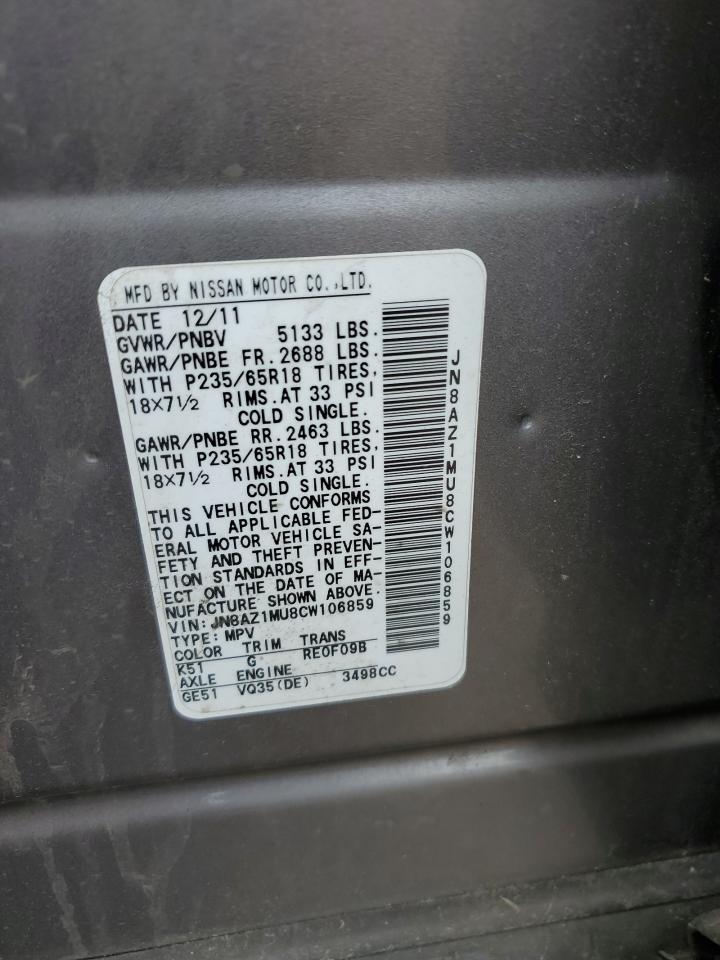 MFD BY NISSAN MOTOR CO.,LTD.
DATE 12/11
GVWR/PNBV 5133 LBS.
GAWR/PNBE FR. 2688 LBS.
WITH P235/65R18 TIRES,
18X7½ RIMS.AT 33 PSI
COLD SINGLE.
GAWR/PNBE RR. 2463 LBS.
WITH P235/65R18 TIRES,
18X7½ RIMS.AT 33 PSI
COLD SINGLE.
THIS VEHICLE CONFORMS
TO ALL APPLICABLE FED-
ERAL MOTOR VEHICLE SA-
FETY AND THEFT PREVEN-
TION STANDARDS IN EFF-
ECT ON THE DATE OF MA-
NUFACTURE SHOWN ABOVE.
VIN: JN8AZ1MU8CW106859
TYPE: MPV
COLOR TRIM TRANS
K51 G RE0F09B
AXLE ENGINE
GE51 VQ35(DE) 3498CC
JN8AZ1MU8CW106859